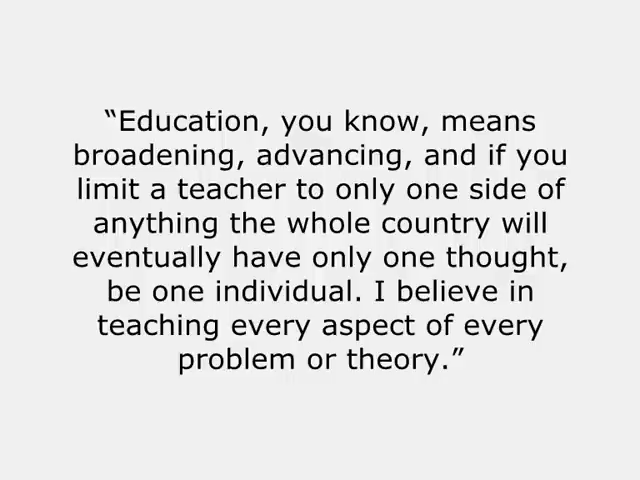 “Education, you know, means
broadening, advancing, and if you
limit a teacher to only one side of
anything the whole country will
eventually have only one thought,
be one individual. I believe in
teaching every aspect of every
problem or theory.”